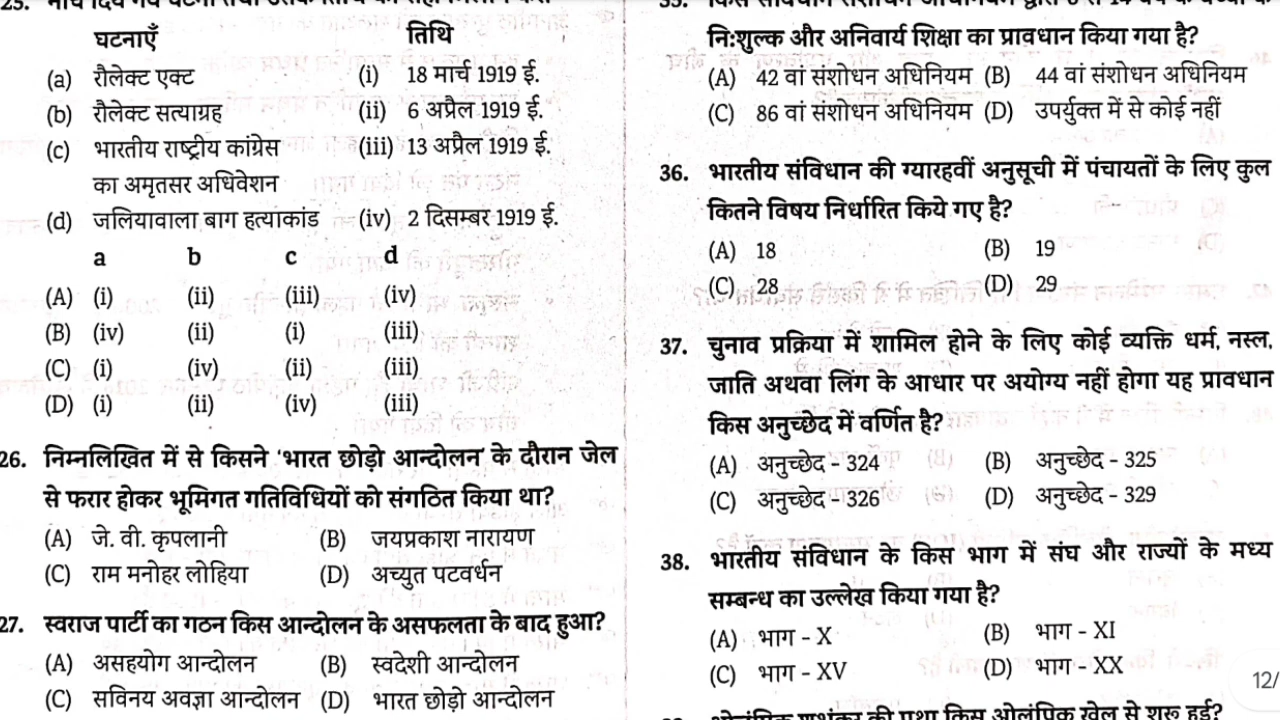 25.
घटनाएँ तिथि
(a) रौलेक्ट एक्ट (i) 18 मार्च 1919 ई.
(b) रौलेक्ट सत्याग्रह (ii) 6 अप्रैल 1919 ई.
(c) भारतीय राष्ट्रीय कांग्रेस (iii) 13 अप्रैल 1919 ई.
का अमृतसर अधिवेशन
(d) जलियावाला बाग हत्याकांड (iv) 2 दिसम्बर 1919 ई.
a b c d
(A) (i) (ii) (iii) (iv)
(B) (iv) (ii) (i) (iii)
(C) (i) (iv) (ii) (iii)
(D) (i) (ii) (iv) (iii)
26. निम्नलिखित में से किसने 'भारत छोड़ो आन्दोलन' के दौरान जेल
से फरार होकर भूमिगत गतिविधियों को संगठित किया था?
(A) जे. वी. कृपलानी (B) जयप्रकाश नारायण
(C) राम मनोहर लोहिया (D) अच्युत पटवर्धन
27. स्वराज पार्टी का गठन किस आन्दोलन के असफलता के बाद हुआ?
(A) असहयोग आन्दोलन (B) स्वदेशी आन्दोलन
(C) सविनय अवज्ञा आन्दोलन (D) भारत छोड़ो आन्दोलन
निःशुल्क और अनिवार्य शिक्षा का प्रावधान किया गया है?
(A) 42 वां संशोधन अधिनियम (B) 44 वां संशोधन अधिनियम
(C) 86 वां संशोधन अधिनियम (D) उपर्युक्त में से कोई नहीं
36. भारतीय संविधान की ग्यारहवीं अनुसूची में पंचायतों के लिए कुल
कितने विषय निर्धारित किये गए है?
(A) 18 (B) 19
(C) 28 (D) 29
37. चुनाव प्रक्रिया में शामिल होने के लिए कोई व्यक्ति धर्म, नस्ल,
जाति अथवा लिंग के आधार पर अयोग्य नहीं होगा यह प्रावधान
किस अनुच्छेद में वर्णित है?
(A) अनुच्छेद - 324 (B) अनुच्छेद - 325
(C) अनुच्छेद - 326 (D) अनुच्छेद - 329
38. भारतीय संविधान के किस भाग में संघ और राज्यों के मध्य
सम्बन्ध का उल्लेख किया गया है?
(A) भाग - X (B) भाग - XI
(C) भाग - XV (D) भाग - XX
की प्रथा किस ओलंपिक खेल से शुरू हुई?
12/